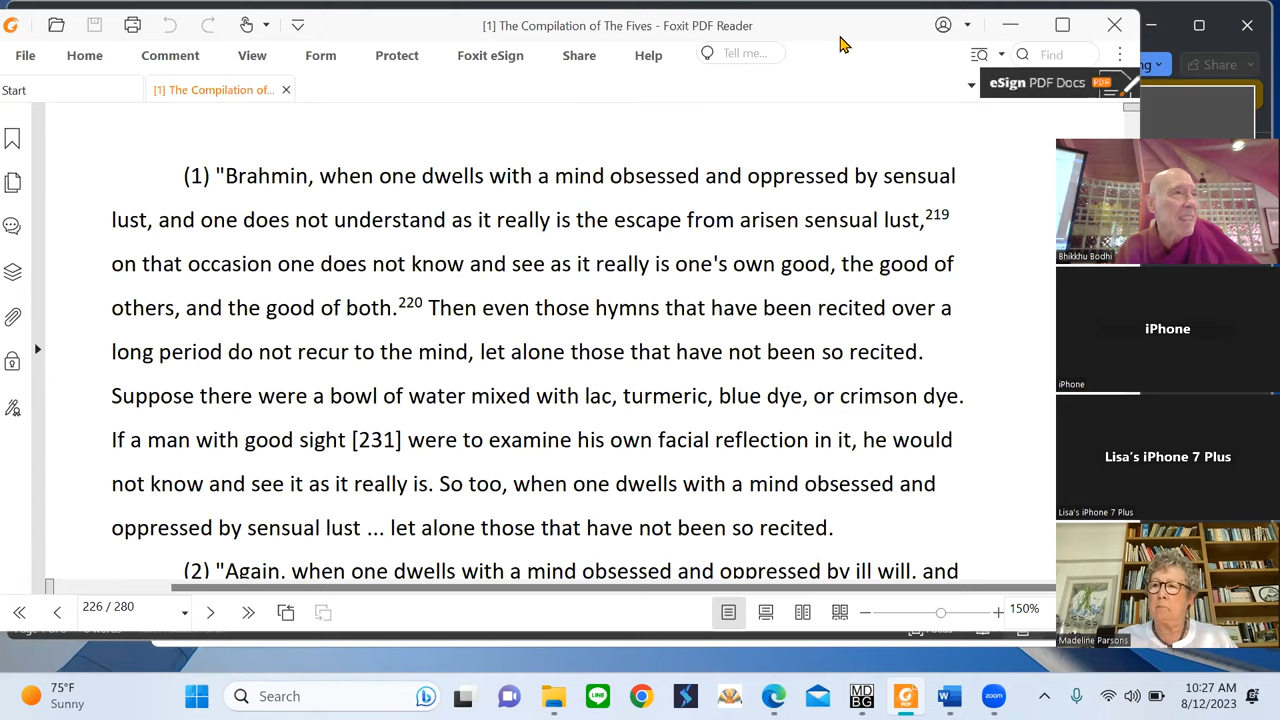 [1] The Compilation of The Fives - Foxit PDF Reader
File Home Comment View Form Protect Foxit eSign Share Help Tell me... Find
Share
Start [1] The Compilation of... eSign PDF Docs PDF
(1) "Brahmin, when one dwells with a mind obsessed and oppressed by sensual
lust, and one does not understand as it really is the escape from arisen sensual lust,219
on that occasion one does not know and see as it really is one's own good, the good of
others, and the good of both.220 Then even those hymns that have been recited over a
long period do not recur to the mind, let alone those that have not been so recited.
Suppose there were a bowl of water mixed with lac, turmeric, blue dye, or crimson dye.
If a man with good sight [231] were to examine his own facial reflection in it, he would
not know and see it as it really is. So too, when one dwells with a mind obsessed and
oppressed by sensual lust ... let alone those that have not been so recited.
(2) "Again, when one dwells with a mind obsessed and oppressed by ill will, and
Bhikkhu Bodhi
iPhone
iPhone
Lisa's iPhone 7 Plus
Lisa's iPhone 7 Plus
Madeline Parsons
226 / 280 150%
75°F
Sunny
Search
MD
BG
zoom
10:27 AM
8/12/2023